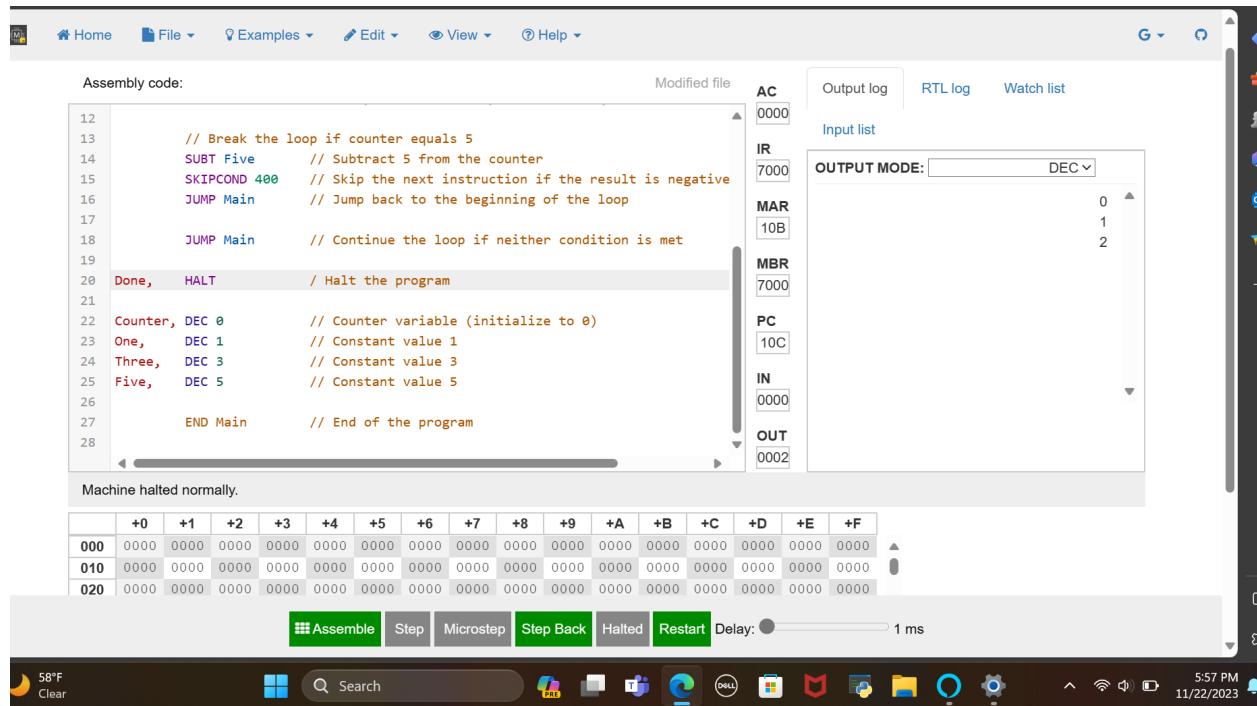 Home File Examples Edit View Help G
Assembly code: Modified file
12
13 // Break the loop if counter equals 5
14 SUBT Five // Subtract 5 from the counter
15 SKIPCOND 400 // Skip the next instruction if the result is negative
16 JUMP Main // Jump back to the beginning of the loop
17
18 JUMP Main // Continue the loop if neither condition is met
19
20 Done, HALT / Halt the program
21
22 Counter, DEC 0 // Counter variable (initialize to 0)
23 One, DEC 1 // Constant value 1
24 Three, DEC 3 // Constant value 3
25 Five, DEC 5 // Constant value 5
26
27 END Main // End of the program
28
AC
0000
IR
7000
MAR
10B
MBR
7000
PC
10C
IN
0000
OUT
0002
Output log RTL log Watch list
Input list
OUTPUT MODE: DEC
0
1
2
Machine halted normally.
+0 +1 +2 +3 +4 +5 +6 +7 +8 +9 +A +B +C +D +E +F
000 0000 0000 0000 0000 0000 0000 0000 0000 0000 0000 0000 0000 0000 0000 0000 0000
010 0000 0000 0000 0000 0000 0000 0000 0000 0000 0000 0000 0000 0000 0000 0000 0000
020 0000 0000 0000 0000 0000 0000 0000 0000 0000 0000 0000 0000 0000 0000 0000 0000
Assemble Step Microstep Step Back Halted Restart Delay: 1 ms
58°F
Clear
Search
PRE
DELL
5:57 PM
11/22/2023